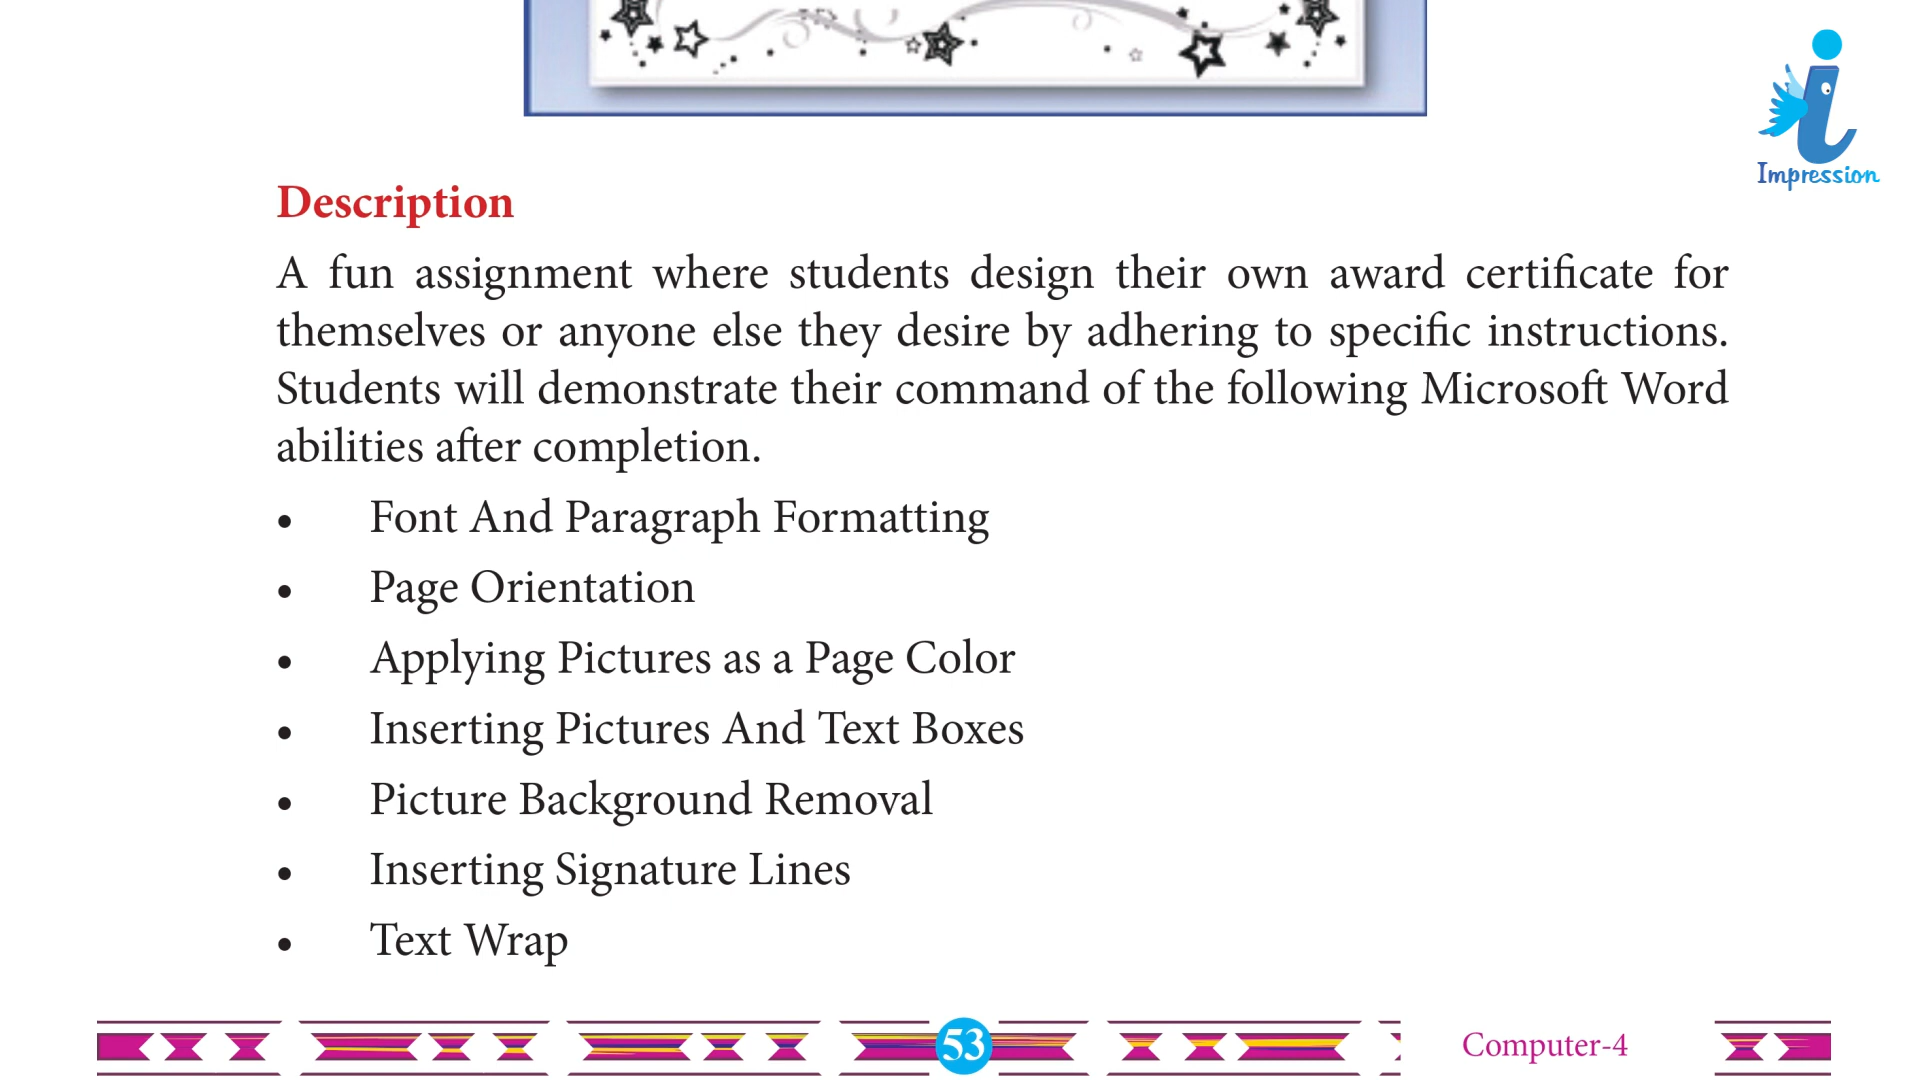 Impression
Description
A fun assignment where students design their own award certificate for
themselves or anyone else they desire by adhering to specific instructions.
Students will demonstrate their command of the following Microsoft Word
abilities after completion.
• Font And Paragraph Formatting
• Page Orientation
• Applying Pictures as a Page Color
• Inserting Pictures And Text Boxes
• Picture Background Removal
• Inserting Signature Lines
• Text Wrap
53
Computer-4